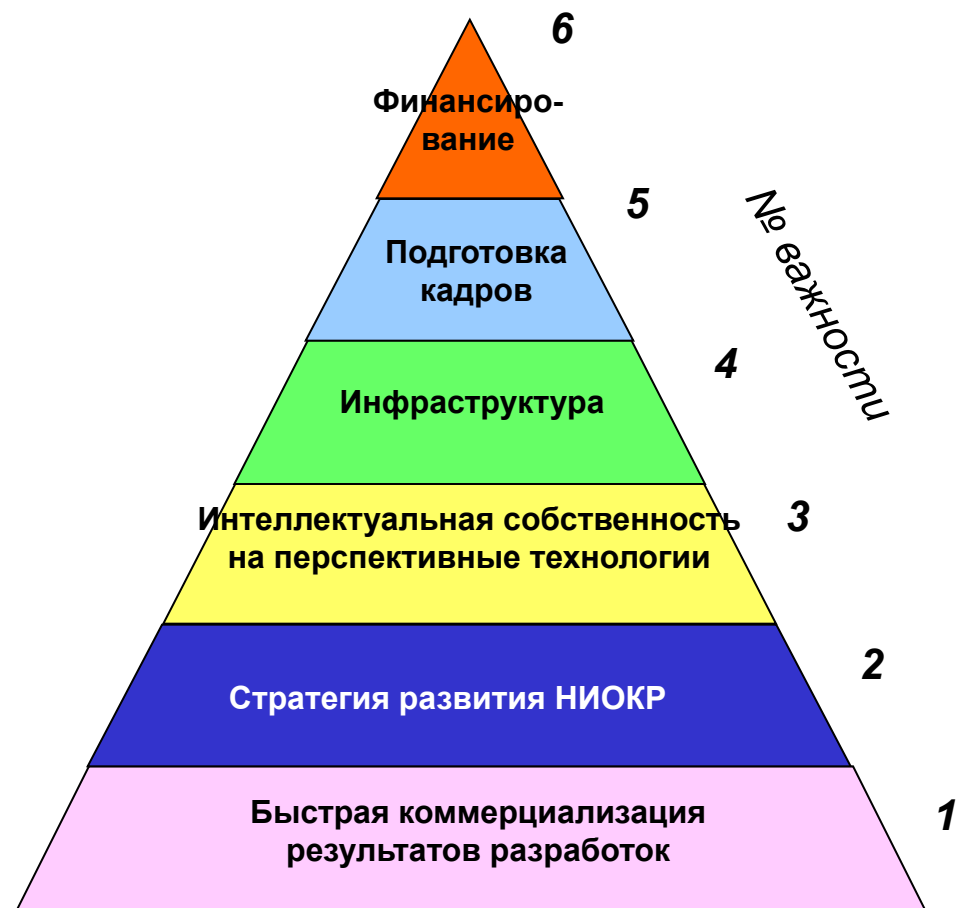 6
Финансиро-
вание
5
№ важности
Подготовка
кадров
4
Инфраструктура
3
Интеллектуальная собственность
на перспективные технологии
2
Стратегия развития НИОКР
1
Быстрая коммерциализация
результатов разработок